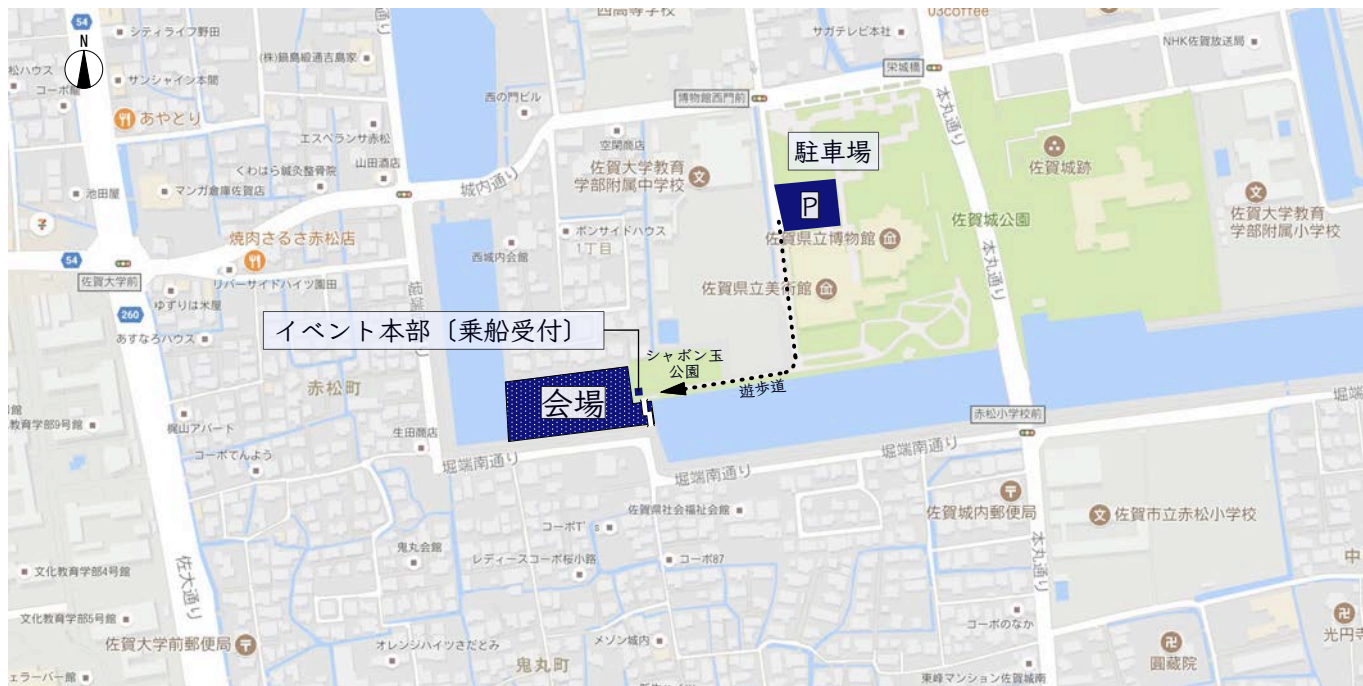 54
N
シティライフ野田
(株)鍋島緞通吉島家
西高等学校
サガテレビ本社
03coffee
NHK佐賀放送局
松ハウス
サンシャイン本間
コーポ
あやとり
西の門ビル
博物館西門前
栄城橋
本丸通り
エスペランサ赤松
くわはら鍼灸整骨院
山田酒店
空閑商店
佐賀大学教育
学部附属中学校
駐車場
P
佐賀城跡
池田屋
マンガ倉庫佐賀店
城内通り
ボンサイドハウス
1丁目
佐賀県立博物館
佐賀城公園
佐賀大学教育
学部附属小学校
焼肉さるさ赤松店
西城内会館
本丸通り
54
佐賀大学前
リバーサイドハイツ園田
佐賀県立美術館
ゆずりは米屋
260
あすなろハウス
堀端西通り
イベント本部〔乗船受付〕
シャボン玉
公園
遊歩道
赤松町
会場
館
教育学部9号館
梶山アパート
生田商店
コーポてんよう
堀端南通り
堀端南通り
堀端南通り
赤松小学校前
堀端
佐賀県社会福祉会館
佐賀城内郵便局
佐賀市立赤松小学校
コーポT's
鬼丸会館
レディースコーポ桜小路
コーポ87
本丸通り
中
文化教育学部4号館
佐大通り
文化教育学部5号館
佐賀大学前郵便局
オレンジハイツさだとみ
メゾン城内
コーポのなか
光円寺
鬼丸町
圓蔵院
ェラーバー館
東峰マンション佐賀城南